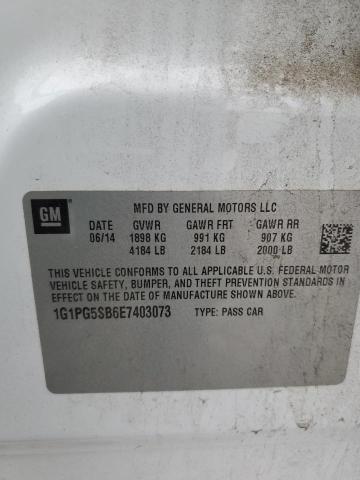 GM
MFD BY GENERAL MOTORS LLC
DATE GVWR GAWR FRT GAWR RR
06/14 1898 KG 991 KG 907 KG
4184 LB 2184 LB 2000 LB
THIS VEHICLE CONFORMS TO ALL APPLICABLE U.S. FEDERAL MOTOR
VEHICLE SAFETY, BUMPER, AND THEFT PREVENTION STANDARDS
IN EFFECT ON THE DATE OF MANUFACTURE SHOWN ABOVE.
1G1PG5SB6E7403073 TYPE: PASS CAR